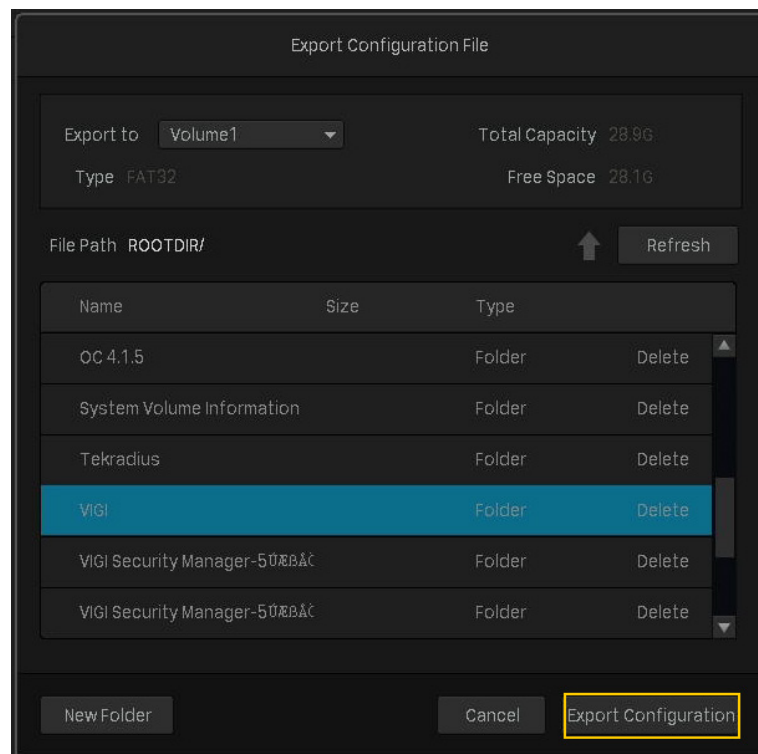 Export Configuration File
Export to Volume1 Total Capacity 28.9G
Type FAT32 Free Space 28.1G
File Path ROOTDIR/ Refresh
Name Size Type
OC 4.1.5 Folder Delete
System Volume Information Folder Delete
Tekradius Folder Delete
VIGI Folder Delete
VIGI Security Manager-5ÚÆßÅĊ Folder Delete
VIGI Security Manager-5ÚÆßÅĊ Folder Delete
New Folder Cancel Export Configuration